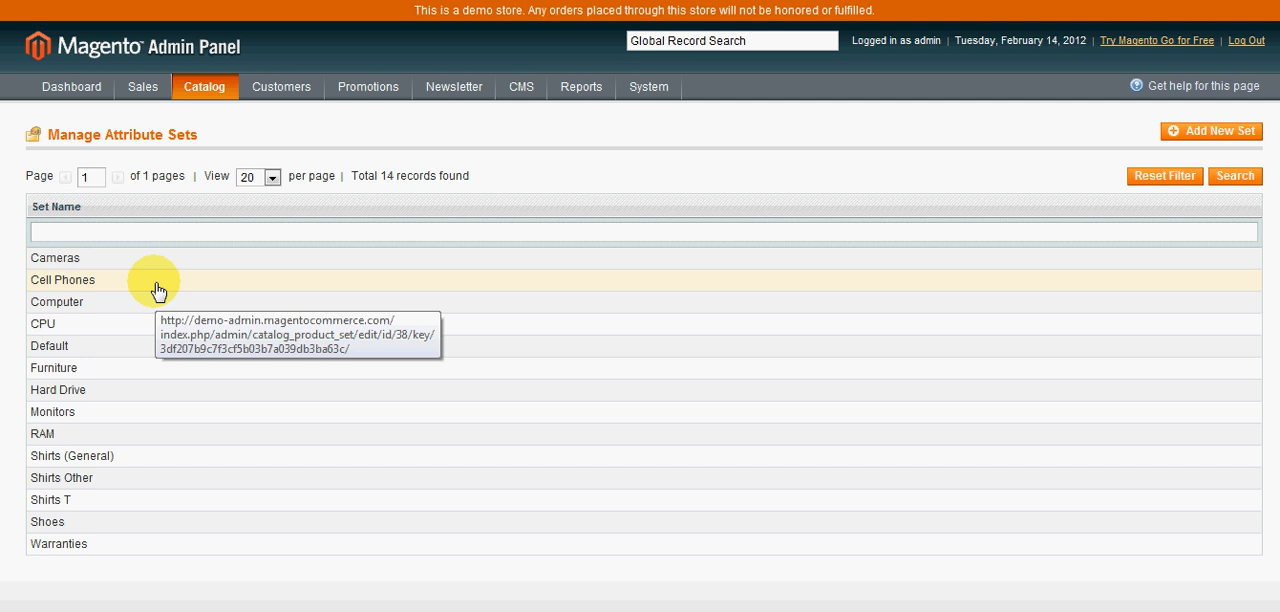 This is a demo store. Any orders placed through this store will not be honored or fulfilled.
Magento™ Admin Panel
Global Record Search
Logged in as admin | Tuesday, February 14, 2012 | Try Magento Go for Free | Log Out
Dashboard Sales Catalog Customers Promotions Newsletter CMS Reports System
Get help for this page
Manage Attribute Sets
Add New Set
Page 1 of 1 pages | View 20 per page | Total 14 records found
Reset Filter Search
Set Name
Cameras
Cell Phones
Computer
CPU
http://demo-admin.magentocommerce.com/
index.php/admin/catalog_product_set/edit/id/38/key/
3df207b9c7f3cf5b03b7a039db3ba63c/
Default
Furniture
Hard Drive
Monitors
RAM
Shirts (General)
Shirts Other
Shirts T
Shoes
Warranties